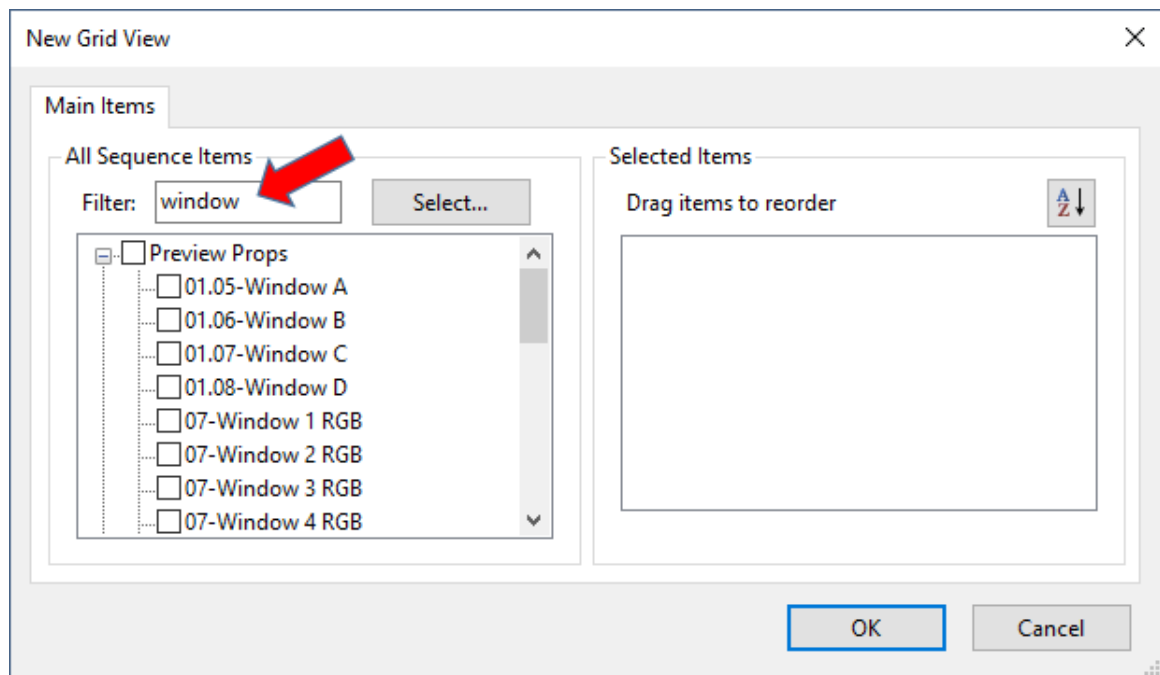 New Grid View
Main Items
All Sequence Items
Filter: window Select...
Preview Props
01.05-Window A
01.06-Window B
01.07-Window C
01.08-Window D
07-Window 1 RGB
07-Window 2 RGB
07-Window 3 RGB
07-Window 4 RGB
Selected Items
Drag items to reorder
A
Z
OK Cancel